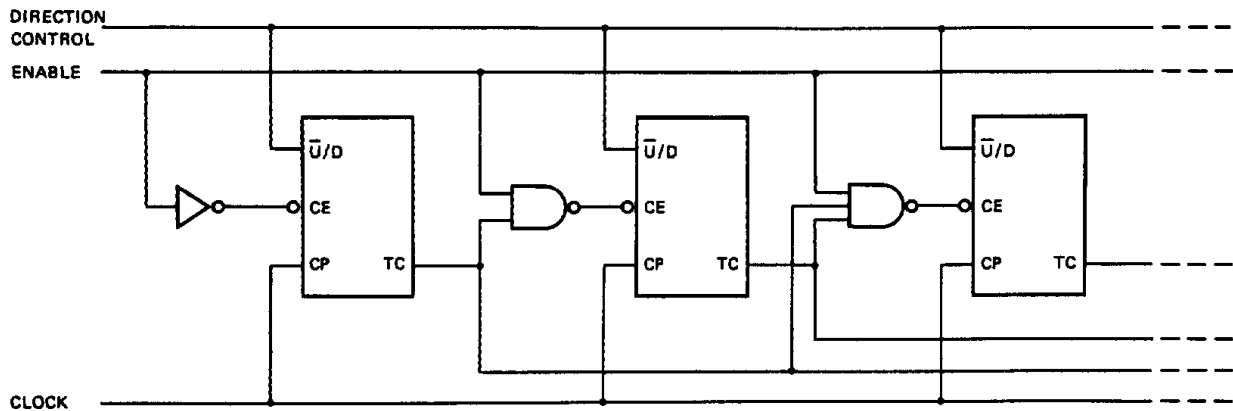 DIRECTION
CONTROL
ENABLE
U̅/D
CE
CP
TC
U̅/D
CE
CP
TC
U̅/D
CE
CP
TC
CLOCK